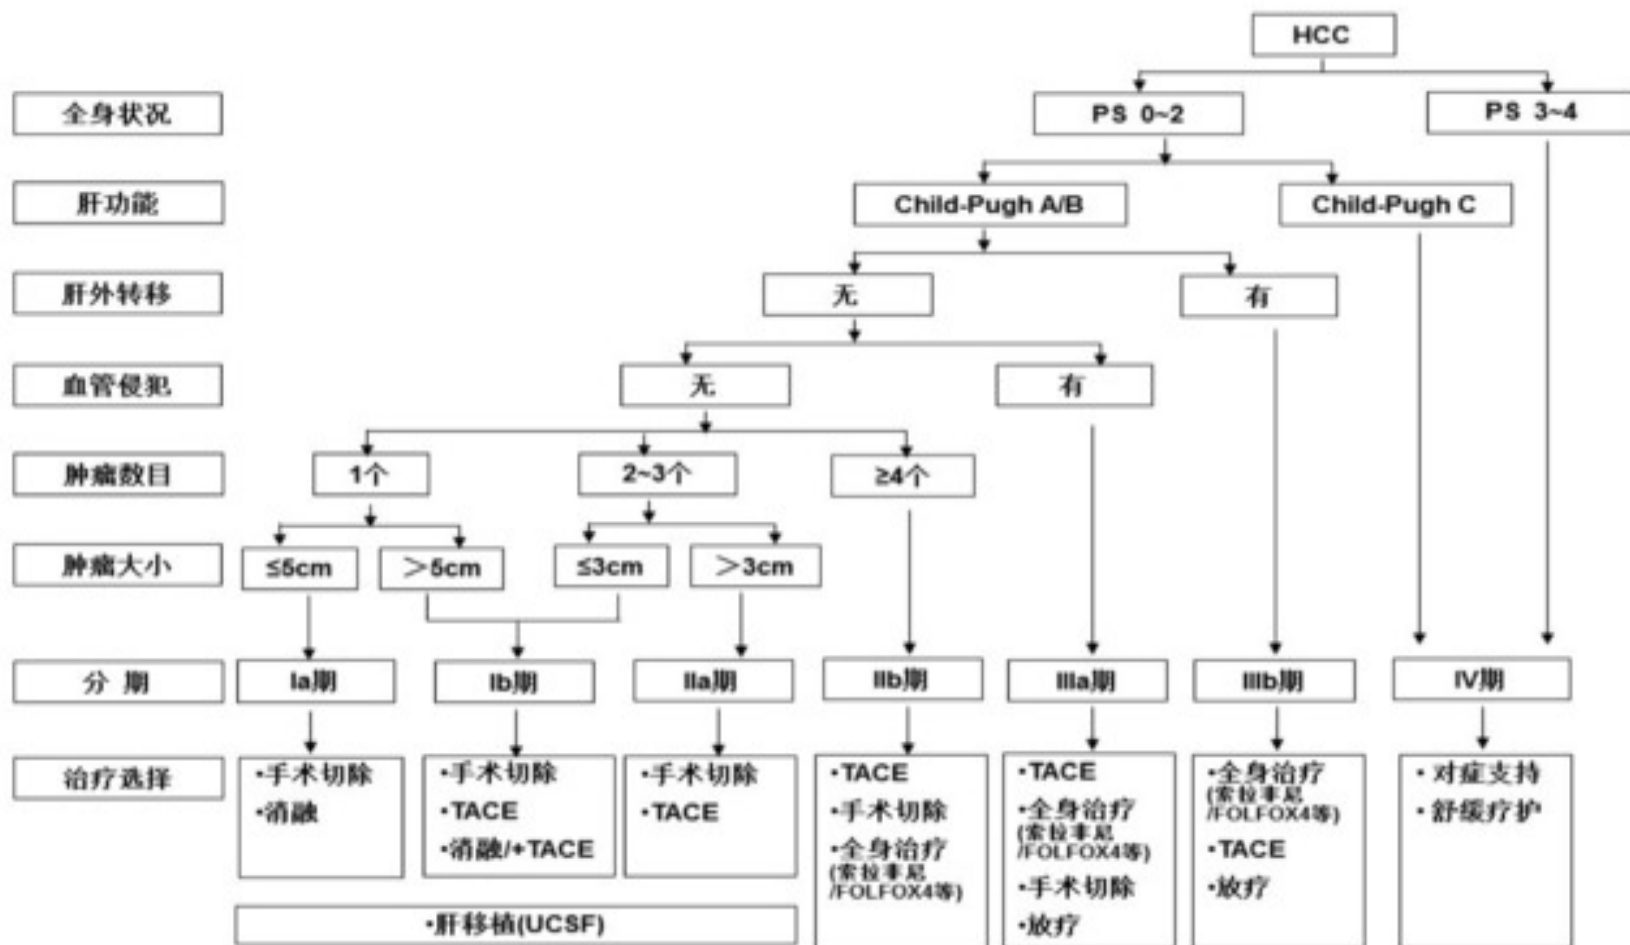 HCC
全身状况
PS 0~2
PS 3~4
肝功能
Child-Pugh A/B
Child-Pugh C
肝外转移
无
有
血管侵犯
无
有
肿瘤数目
1个
2~3个
≥4个
肿瘤大小
≤5cm
＞5cm
≤3cm
＞3cm
分 期
Ia期
Ib期
IIa期
IIb期
IIIa期
IIIb期
IV期
治疗选择
·手术切除
·消融
·手术切除
·TACE
·消融/+TACE
·手术切除
·TACE
·肝移植(UCSF)
·TACE
·手术切除
·全身治疗
(索拉非尼
/FOLFOX4等)
·TACE
·全身治疗
(索拉非尼
/FOLFOX4等)
·手术切除
·放疗
·全身治疗
(索拉非尼
/FOLFOX4等)
·TACE
·放疗
· 对症支持
· 舒缓疗护